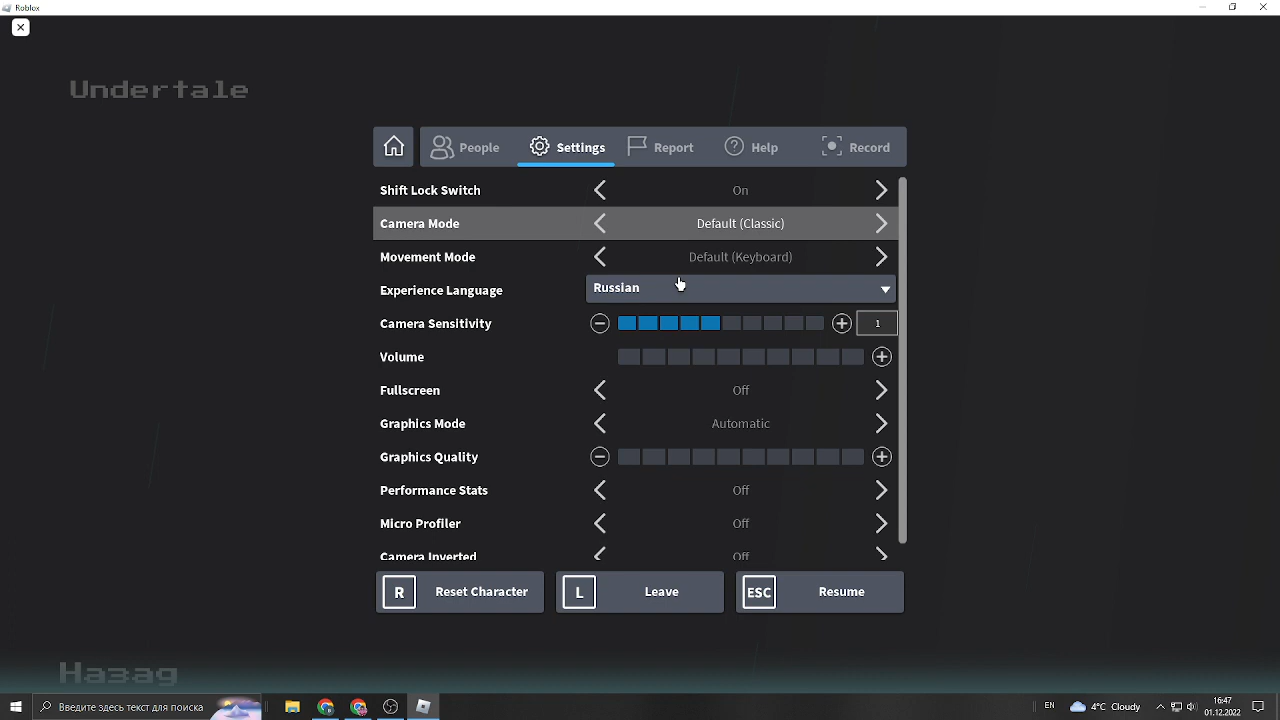 Roblox
Undertale
People Settings Report Help Record
Shift Lock Switch On
Camera Mode Default (Classic)
Movement Mode Default (Keyboard)
Experience Language Russian
Camera Sensitivity 1
Volume
Fullscreen Off
Graphics Mode Automatic
Graphics Quality
Performance Stats Off
Micro Profiler Off
Camera Inverted Off
R Reset Character L Leave ESC Resume
Назад
Введите здесь текст для поиска EN 4°C Cloudy 16:47
01.12.2022